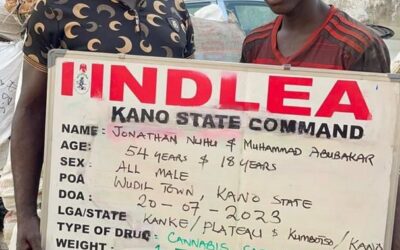 NDLEA
KANO STATE COMMAND
NAME: JONATHAN NUHU & MUHAMMAD ABUBAKAR
AGE: 54 YEARS & 18 YEARS
SEX: ALL MALE
POA WUDIL TOWN, KANO STATE
DOA: 20-07-2023
LGA/STATE KANKE/PLATEAU & KUMBOTSO/KANO
TYPE OF DRUG: CANNABIS
WEIGHT: